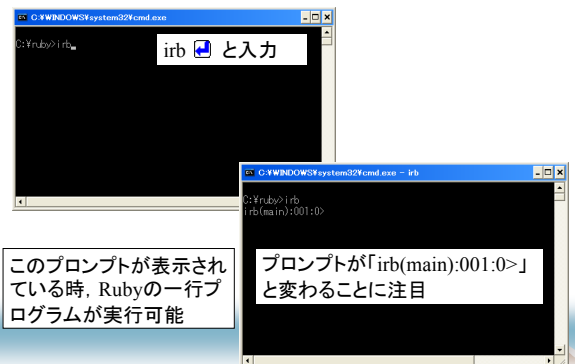 C:¥WINDOWS¥system32¥cmd.exe
C:¥ruby>irb_
irb と入力
C:¥WINDOWS¥system32¥cmd.exe - irb
C:¥ruby>irb
irb(main):001:0>
このプロンプトが表示され
ている時，Rubyの一行プ
ログラムが実行可能
プロンプトが「irb(main):001:0>」
と変わることに注目